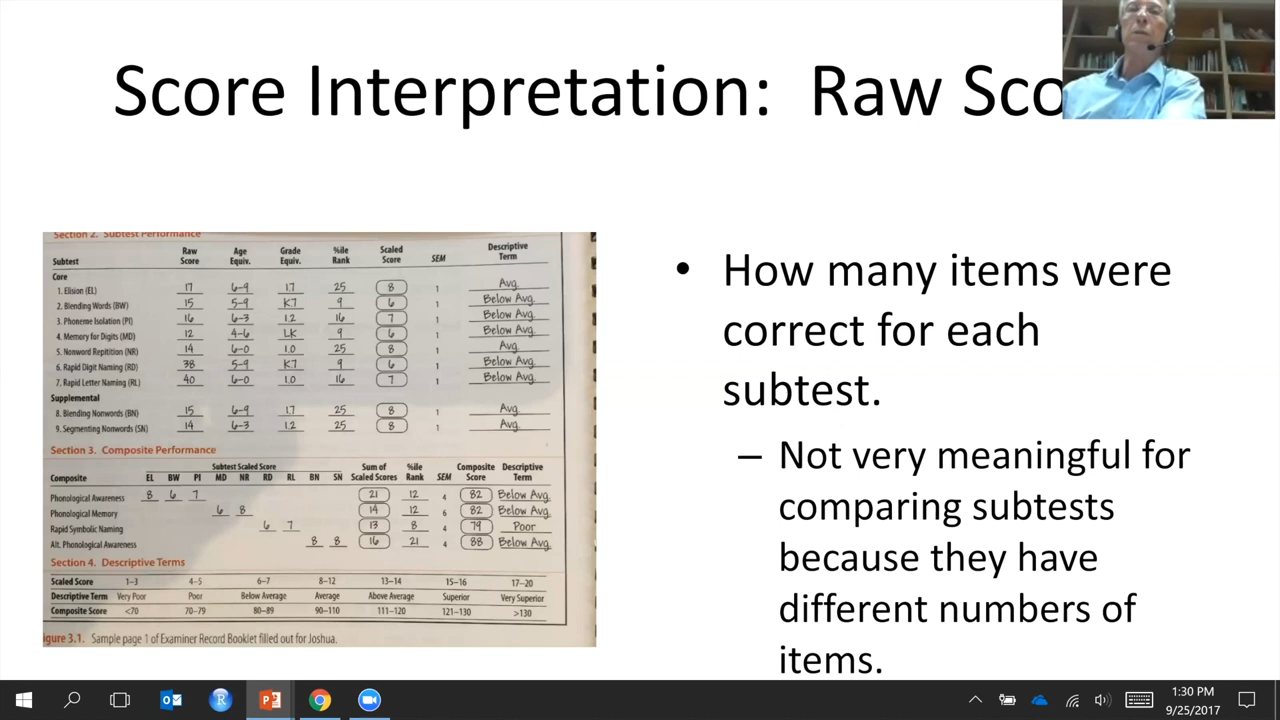 Score Interpretation: Raw Sco
Section 2. Subtest Performance
Subtest Raw Score Age Equiv. Grade Equiv. %ile Rank Scaled Score SEM Descriptive Term
Core
1. Elision (EL) 17 6-9 1.7 25 8 1 Avg.
2. Blending Words (BW) 15 5-9 K.7 9 6 1 Below Avg.
3. Phoneme Isolation (PI) 16 6-3 1.2 16 7 1 Below Avg.
4. Memory for Digits (MD) 12 4-6 <K 9 6 1 Below Avg.
5. Nonword Repitition (NR) 14 6-0 1.0 25 8 1 Avg.
6. Rapid Digit Naming (RD) 38 5-9 K.7 9 6 1 Below Avg.
7. Rapid Letter Naming (RL) 40 6-0 1.0 16 7 1 Below Avg.
Supplemental
8. Blending Nonwords (BN) 15 6-9 1.7 25 8 1 Avg.
9. Segmenting Nonwords (SN) 14 6-3 1.2 25 8 1 Avg.
Section 3. Composite Performance
Subtest Scaled Score
Composite EL BW PI MD NR RD RL BN SN Sum of Scaled Scores %ile Rank SEM Composite Score Descriptive Term
Phonological Awareness 8 6 7 21 12 4 82 Below Avg.
Phonological Memory 6 8 14 12 6 82 Below Avg.
Rapid Symbolic Naming 6 7 13 8 4 79 Poor
Alt. Phonological Awareness 8 8 16 21 4 88 Below Avg.
Section 4. Descriptive Terms
Scaled Score 1–3 4–5 6–7 8–12 13–14 15–16 17–20
Descriptive Term Very Poor Poor Below Average Average Above Average Superior Very Superior
Composite Score <70 70–79 80–89 90–110 111–120 121–130 >130
igure 3.1. Sample page 1 of Examiner Record Booklet filled out for Joshua.
• How many items were
correct for each
subtest.
– Not very meaningful for
comparing subtests
because they have
different numbers of
items.
1:30 PM
9/25/2017